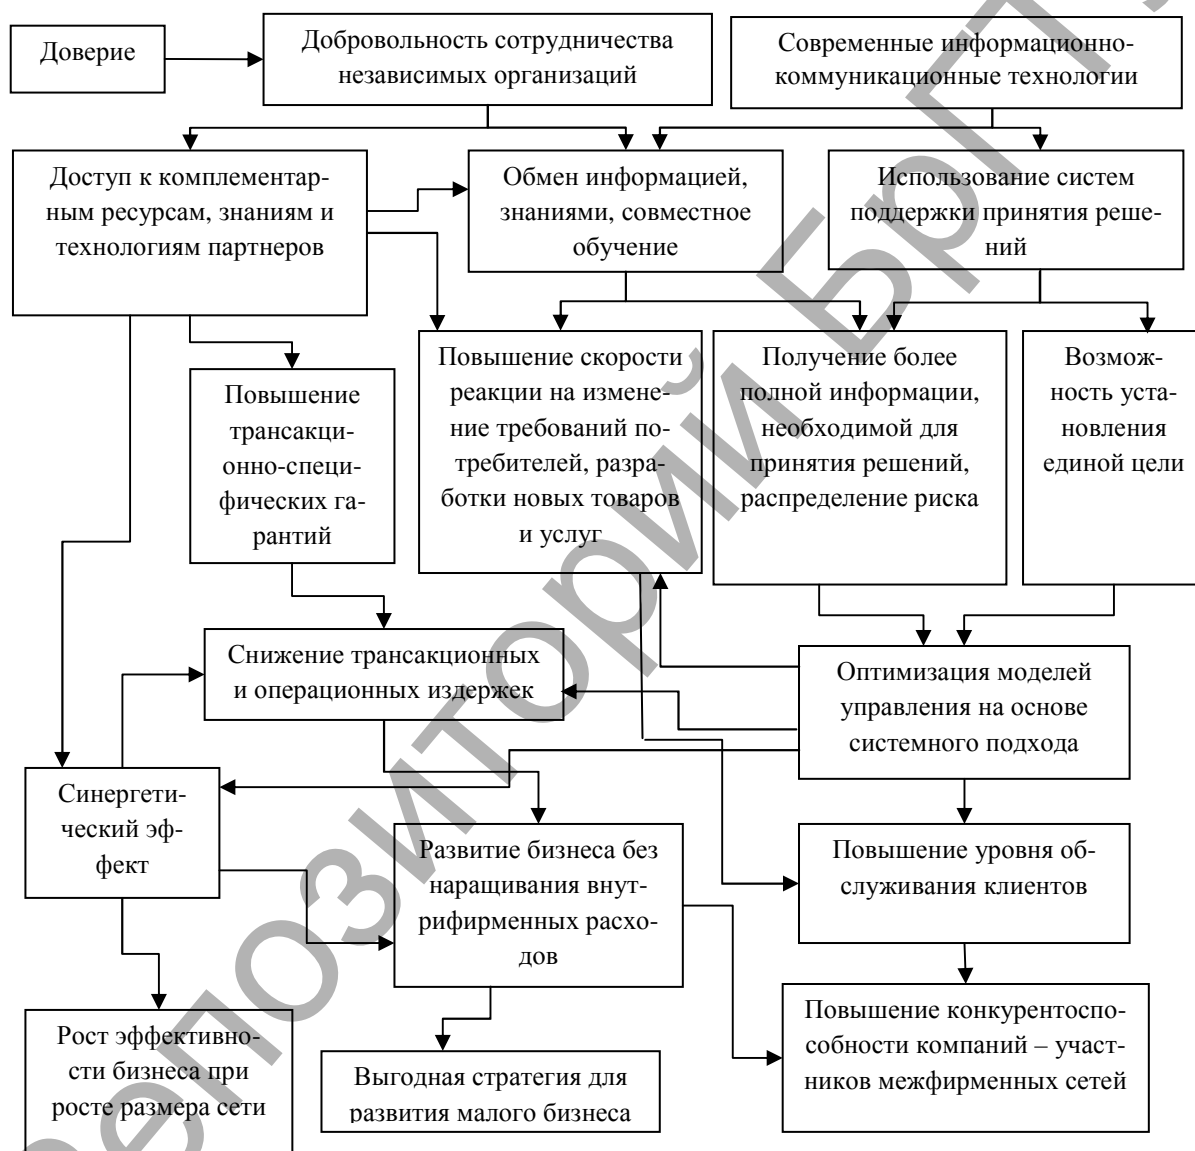 Доверие
Добровольность сотрудничества
независимых организаций
Современные информационно-
коммуникационные технологии
Доступ к комплементар-
ным ресурсам, знаниям и
технологиям партнеров
Обмен информацией,
знаниями, совместное
обучение
Использование систем
поддержки принятия реше-
ний
Повышение
трансакци-
онно-специ-
фических га-
рантий
Повышение скорости
реакции на измене-
ние требований по-
требителей, разра-
ботки новых товаров
и услуг
Получение более
полной информации,
необходимой для
принятия решений,
распределение риска
Возмож-
ность уста-
новления
единой цели
Снижение трансакционных
и операционных издержек
Оптимизация моделей
управления на основе
системного подхода
Синергети-
ческий эф-
фект
Развитие бизнеса без
наращивания внут-
рифирменных расхо-
дов
Повышение уровня об-
служивания клиентов
Рост эффективно-
сти бизнеса при
росте размера сети
Выгодная стратегия для
развития малого бизнеса
Повышение конкурентоспо-
собности компаний – участ-
ников межфирменных сетей
Репозиторий БрГТУ